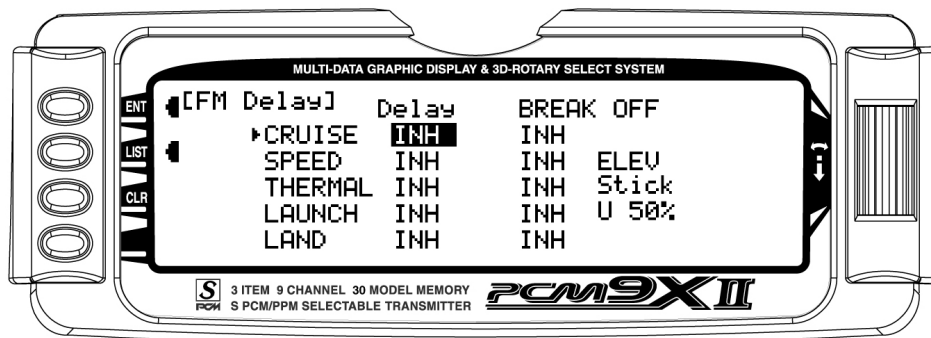 MULTI-DATA GRAPHIC DISPLAY & 3D-ROTARY SELECT SYSTEM
ENT
LIST
CLR
[FM Delay] Delay BREAK OFF
CRUISE INH INH
SPEED INH INH ELEV
THERMAL INH INH Stick
LAUNCH INH INH U 50%
LAND INH INH
S PCM 3 ITEM 9 CHANNEL 30 MODEL MEMORY
S PCM/PPM SELECTABLE TRANSMITTER
PCM9XII